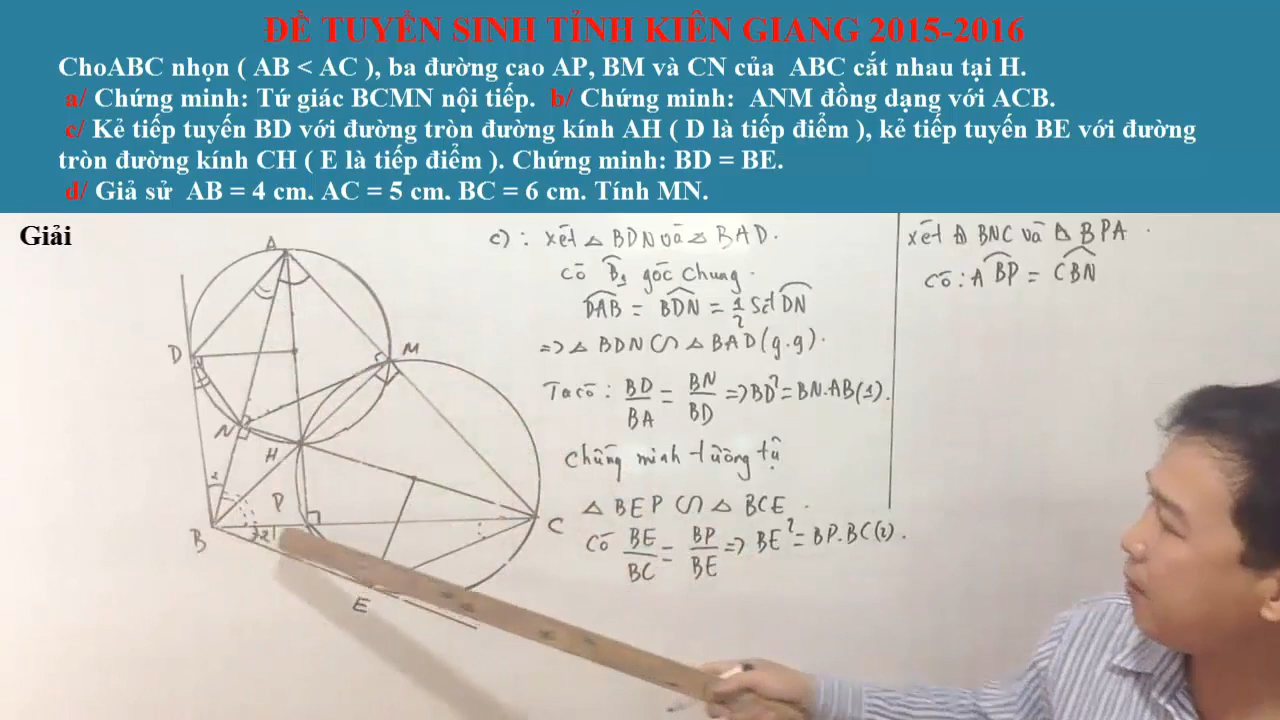 ĐỀ TUYỂN SINH TỈNH KIÊN GIANG 2015-2016
ChoABC nhọn ( AB < AC ), ba đường cao AP, BM và CN của ABC cắt nhau tại H.
a/ Chứng minh: Tứ giác BCMN nội tiếp. b/ Chứng minh: ANM đồng dạng với ACB.
c/ Kẻ tiếp tuyến BD với đường tròn đường kính AH ( D là tiếp điểm ), kẻ tiếp tuyến BE với đường
tròn đường kính CH ( E là tiếp điểm ). Chứng minh: BD = BE.
d/ Giả sử AB = 4 cm. AC = 5 cm. BC = 6 cm. Tính MN.
Giải
A
D
M
N
H
P
B
C
E
c) : xét △ BDN và △ BAD.
có B̂₁ góc chung.
D͡AB = B͡DN = 1/2 Sđ D͡N
=> △ BDN ∽ △ BAD (g.g).
Ta có : BD/BA = BN/BD => BD² = BN.AB (1).
Chứng minh tương tự
△ BEP ∽ △ BCE.
Có BE/BC = BP/BE => BE² = BP.BC (2).
xét △ BNC và △ BPA.
có : A͡BP = C͡BN